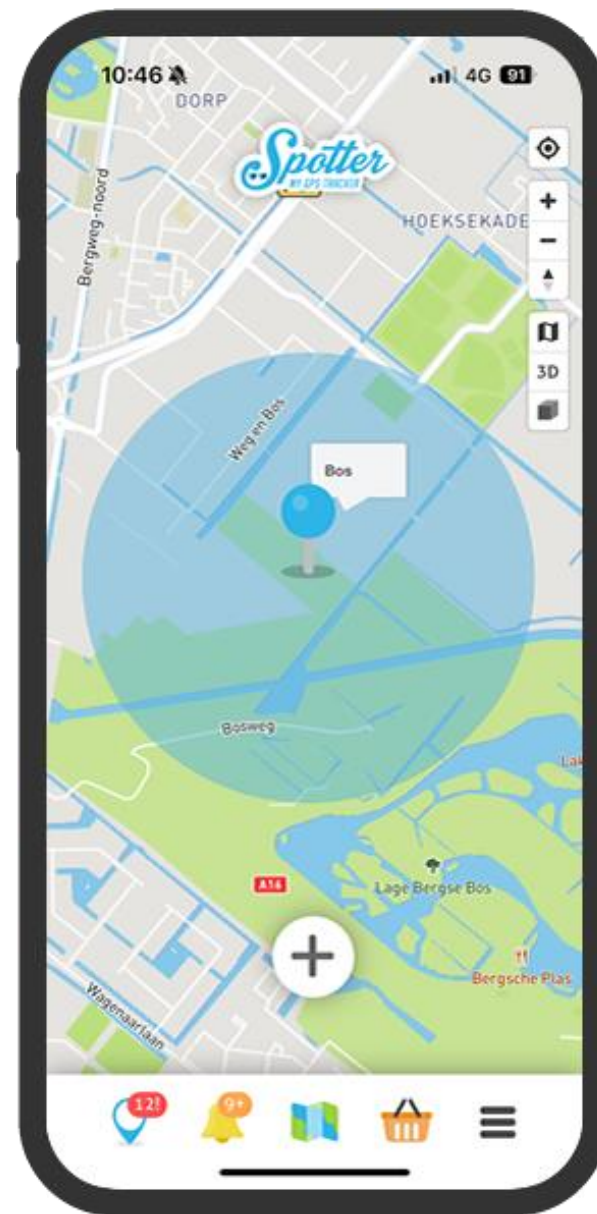 10:46
4G 91
DORP
Spotter
MY GPS TRACKER
Bergweg-noord
HOEKSEKADE
3D
Weg en Bos
Bos
Bosweg
Lak
A16
Lage Bergse Bos
Bergsche Plas
Wagenaarlaan
12!
9+